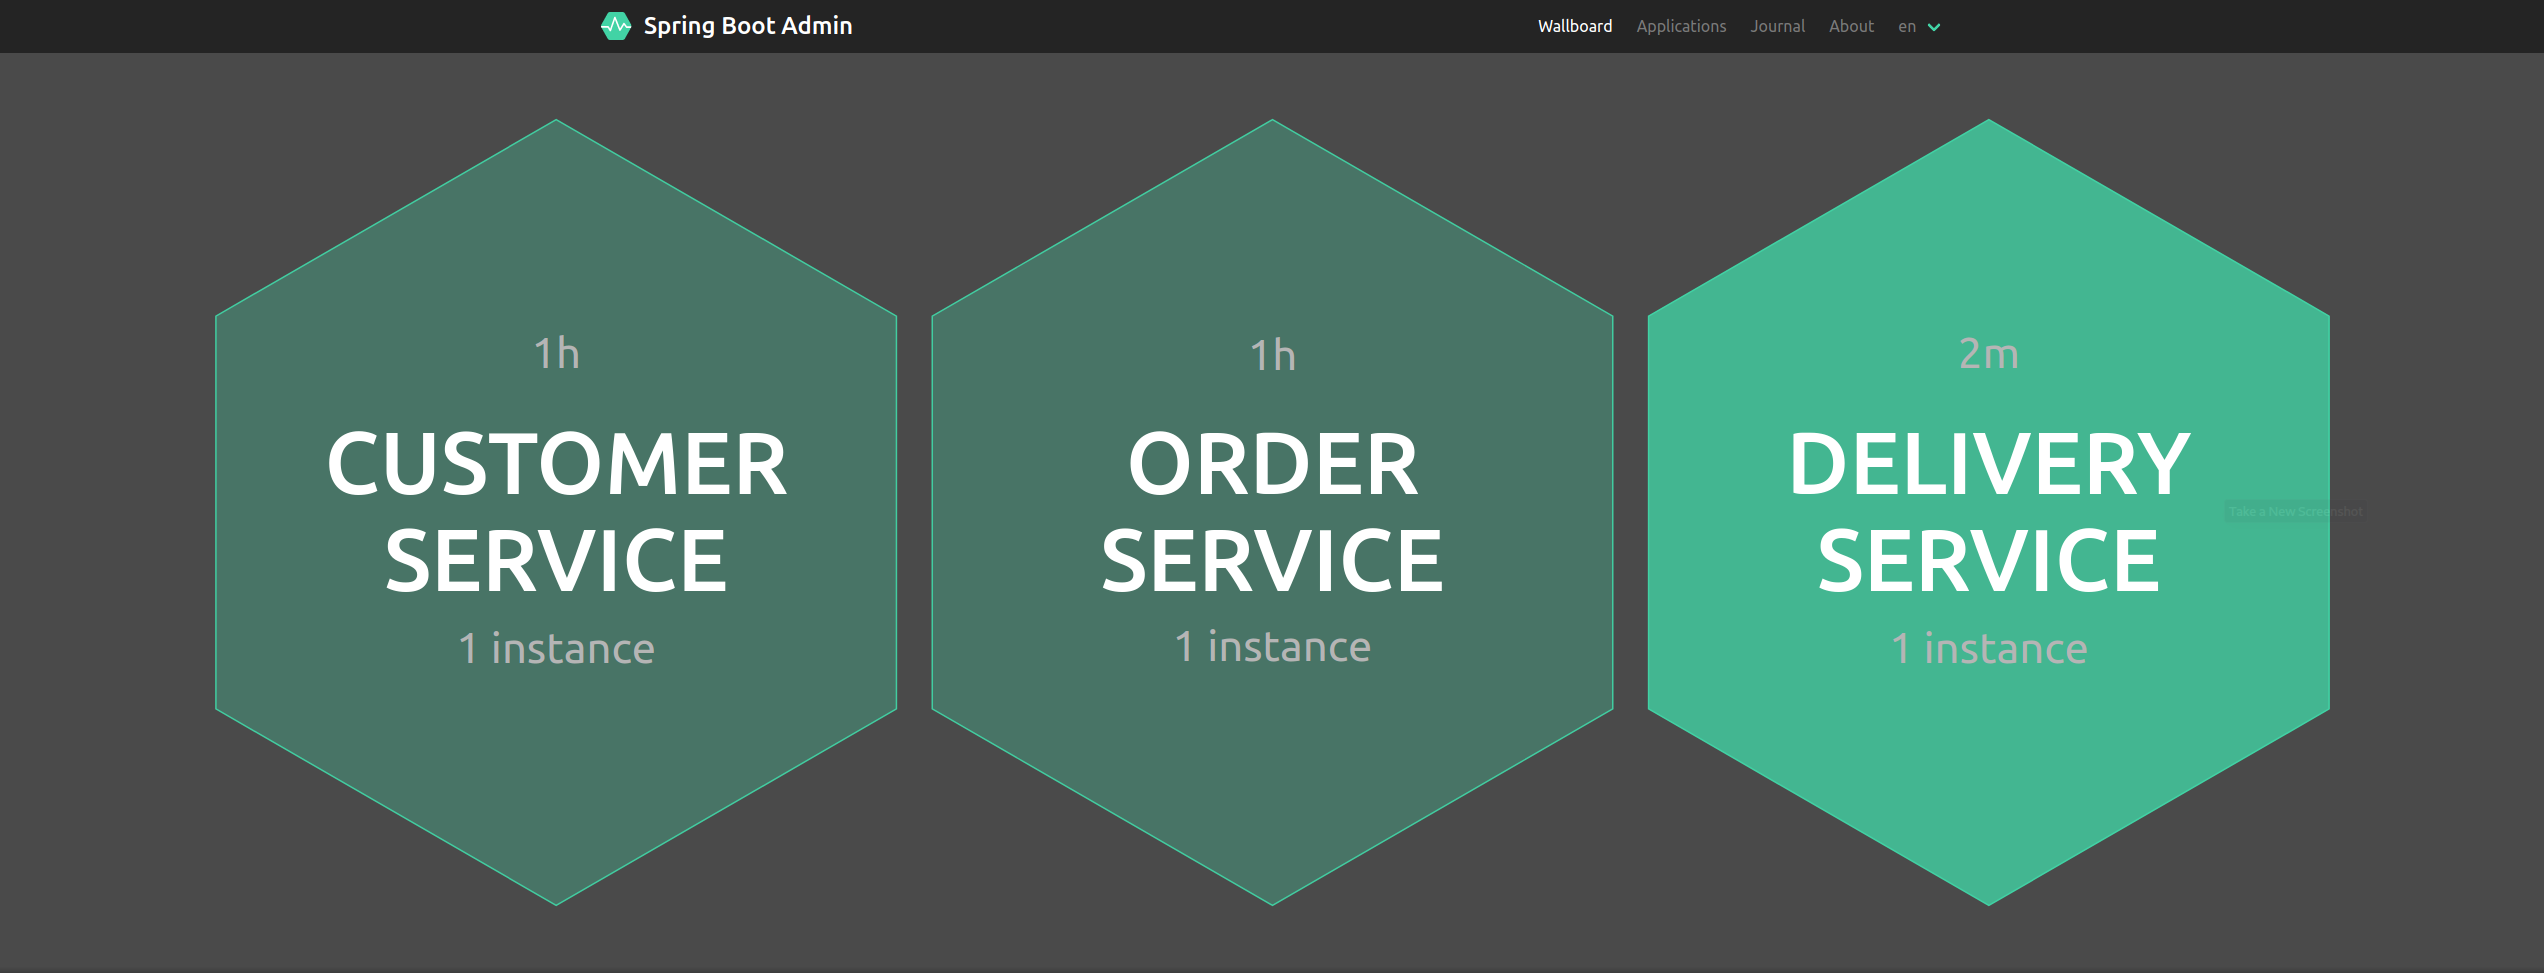 Spring Boot Admin
Wallboard Applications Journal About en
1h
CUSTOMER
SERVICE
1 instance
1h
ORDER
SERVICE
1 instance
2m
DELIVERY
SERVICE
1 instance
Take a New Screenshot